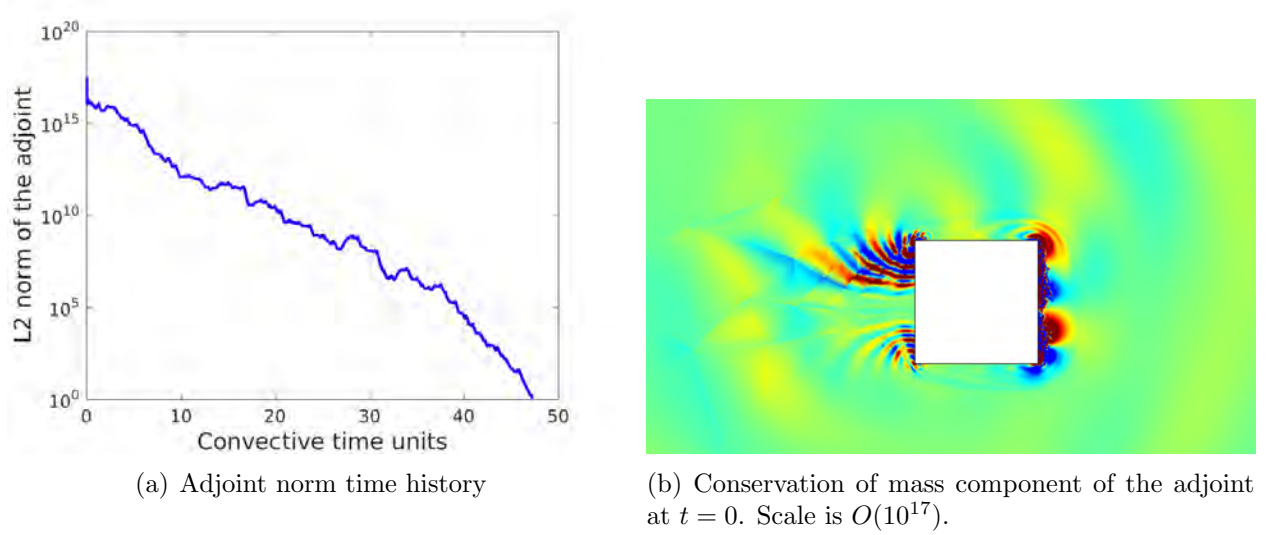 10^20
10^15
10^10
10^5
10^0
L2 norm of the adjoint
0 10 20 30 40 50
Convective time units
(a) Adjoint norm time history
(b) Conservation of mass component of the adjoint
at t = 0. Scale is O(10^17).